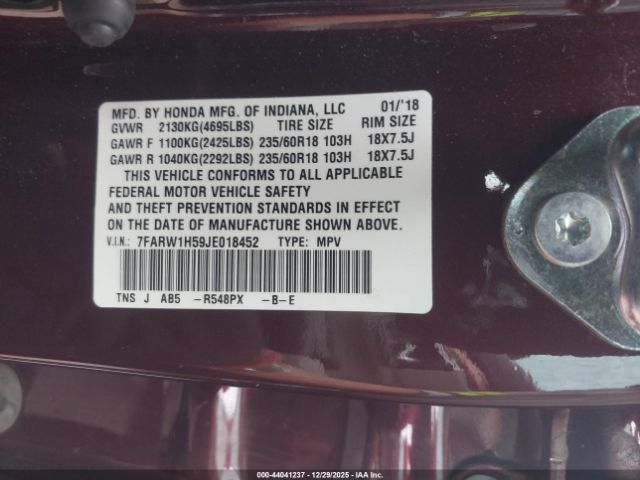 MFD. BY HONDA MFG. OF INDIANA, LLC 01/'18
GVWR 2130KG(4695LBS) TIRE SIZE RIM SIZE
GAWR F 1100KG(2425LBS) 235/60R18 103H 18X7.5J
GAWR R 1040KG(2292LBS) 235/60R18 103H 18X7.5J
THIS VEHICLE CONFORMS TO ALL APPLICABLE
FEDERAL MOTOR VEHICLE SAFETY
AND THEFT PREVENTION STANDARDS IN EFFECT
ON THE DATE OF MANUFACTURE SHOWN ABOVE.
V.I.N.: 7FARW1H59JE018452 TYPE: MPV
TNS J AB5 -R548PX -B-E
000-44041237 - 12/29/2025 - IAAI.COM